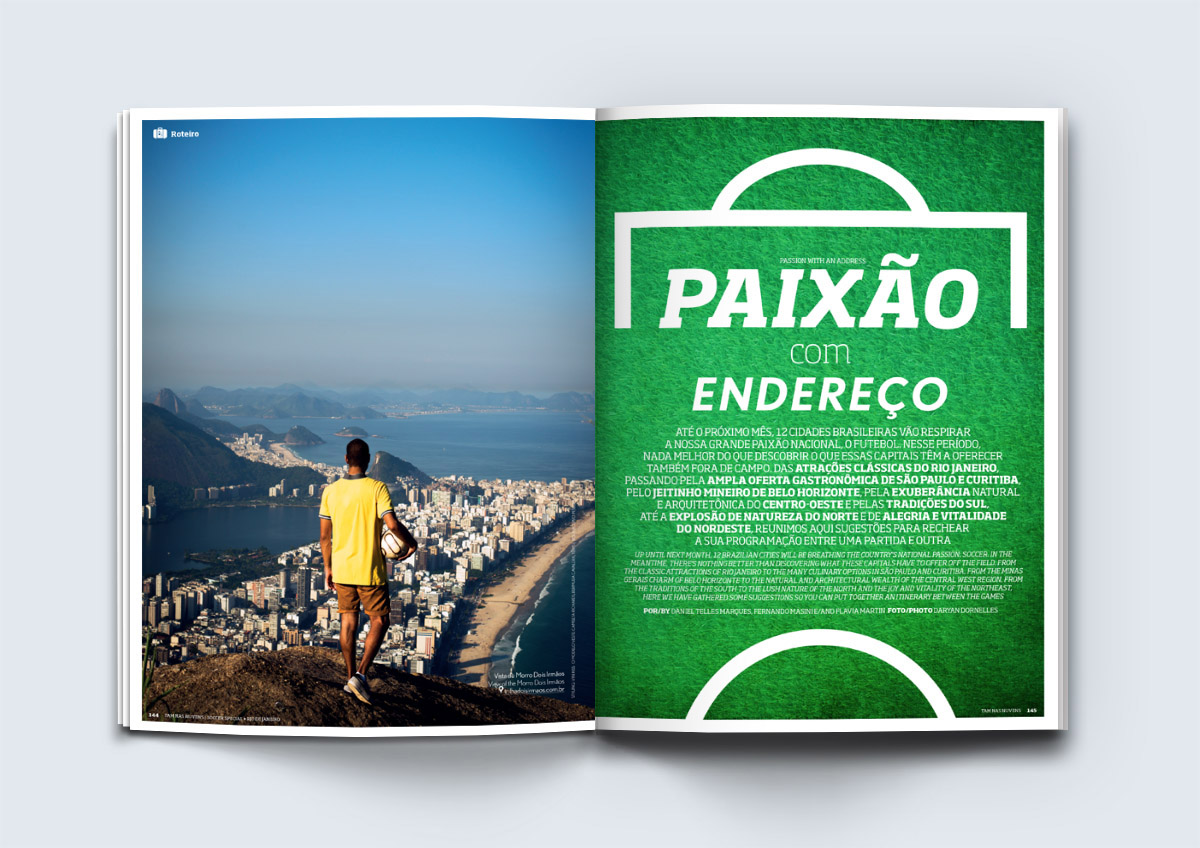 Roteiro
Vista do Morro Dois Irmãos
View of the Morro Dois Irmãos
trilhadoisirmaos.com.br
144 TAM NAS NUVENS | SOCCER SPECIAL • RIO DE JANEIRO
PASSION WITH AN ADDRESS
PAIXÃO
com
ENDEREÇO
ATÉ O PRÓXIMO MÊS, 12 CIDADES BRASILEIRAS VÃO RESPIRAR
A NOSSA GRANDE PAIXÃO NACIONAL, O FUTEBOL. NESSE PERÍODO,
NADA MELHOR DO QUE DESCOBRIR O QUE ESSAS CAPITAIS TÊM A OFERECER
TAMBÉM FORA DE CAMPO. DAS ATRAÇÕES CLÁSSICAS DO RIO JANEIRO,
PASSANDO PELA AMPLA OFERTA GASTRONÔMICA DE SÃO PAULO E CURITIBA,
PELO JEITINHO MINEIRO DE BELO HORIZONTE, PELA EXUBERÂNCIA NATURAL
E ARQUITETÔNICA DO CENTRO-OESTE E PELAS TRADIÇÕES DO SUL,
ATÉ A EXPLOSÃO DE NATUREZA DO NORTE E DE ALEGRIA E VITALIDADE
DO NORDESTE. REUNIMOS AQUI SUGESTÕES PARA RECHEAR
A SUA PROGRAMAÇÃO ENTRE UMA PARTIDA E OUTRA
UP UNTIL NEXT MONTH, 12 BRAZILIAN CITIES WILL BE BREATHING THE COUNTRY'S NATIONAL PASSION: SOCCER. IN THE
MEANTIME, THERE'S NOTHING BETTER THAN DISCOVERING WHAT THESE CAPITALS HAVE TO OFFER OFF THE FIELD. FROM
THE CLASSIC ATTRACTIONS OF RIO JANEIRO TO THE MANY CULINARY OPTIONS IN SÃO PAULO AND CURITIBA. FROM THE MINAS
GERAIS CHARM OF BELO HORIZONTE TO THE NATURAL AND ARCHITECTURAL WEALTH OF THE CENTRAL WEST REGION. FROM
THE TRADITIONS OF THE SOUTH TO THE LUSH NATURE OF THE NORTH AND THE JOY AND VITALITY OF THE NORTHEAST.
HERE WE HAVE GATHERED SOME SUGGESTIONS SO YOU CAN PUT TOGETHER AN ITINERARY BETWEEN THE GAMES
POR/BY DANIEL TELLES MARQUES, FERNANDO MASINI E/AND FLAVIA MARTIN FOTO/PHOTO DARYAN DORNELLES
TAM NAS NUVENS 145